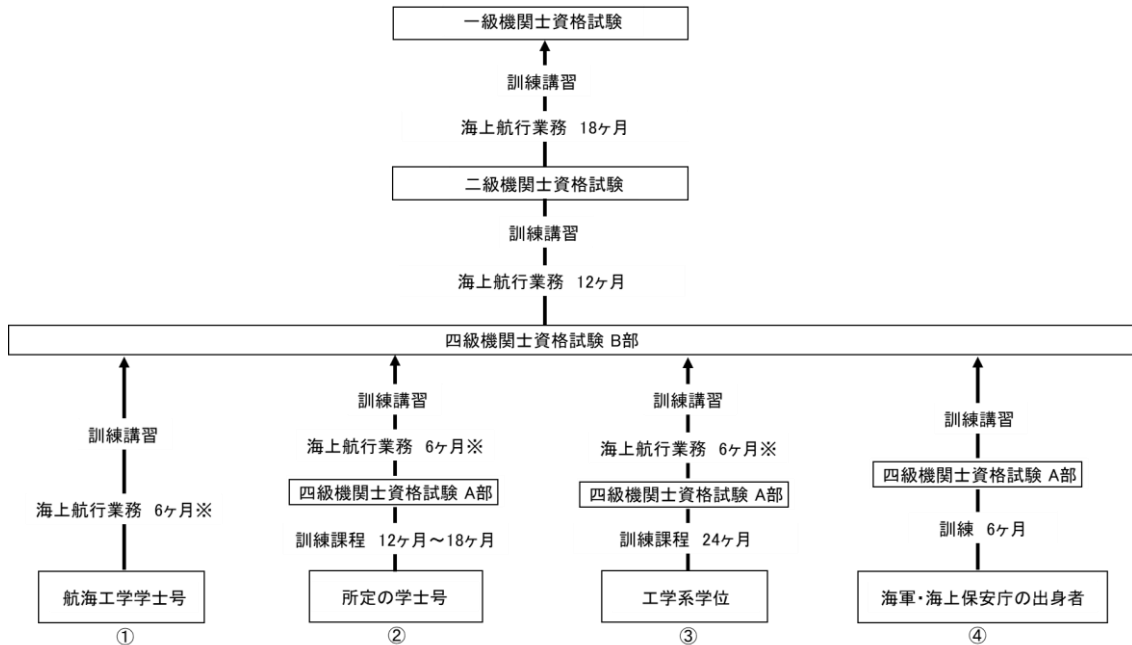 一級機関士資格試験
訓練講習
海上航行業務 18ヶ月
二級機関士資格試験
訓練講習
海上航行業務 12ヶ月
四級機関士資格試験 B部
訓練講習
海上航行業務 6ヶ月※
航海工学学士号
①
訓練講習
海上航行業務 6ヶ月※
四級機関士資格試験 A部
訓練課程 12ヶ月～18ヶ月
所定の学士号
②
訓練講習
海上航行業務 6ヶ月※
四級機関士資格試験 A部
訓練課程 24ヶ月
工学系学位
③
訓練講習
四級機関士資格試験 A部
訓練 6ヶ月
海軍・海上保安庁の出身者
④